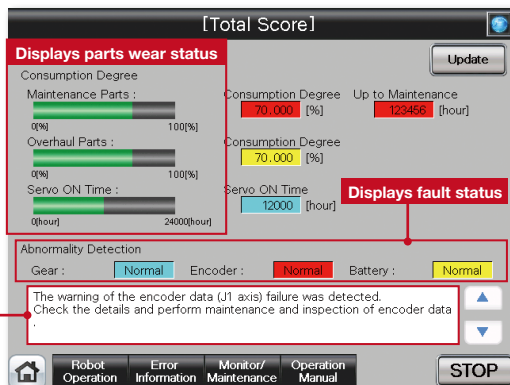 [Total Score]
Displays parts wear status
Update
Consumption Degree
Maintenance Parts :
Consumption Degree
Up to Maintenance
70.000 [%]
123456 [hour]
0[%]
100[%]
Overhaul Parts :
Consumption Degree
70.000 [%]
0[%]
100[%]
Servo ON Time :
Servo ON Time
12000 [hour]
0[hour]
24000[hour]
Displays fault status
Abnormality Detection
Gear : Normal Encoder : Normal Battery : Normal
The warning of the encoder data (J1 axis) failure was detected.
Check the details and perform maintenance and inspection of encoder data
.
Robot
Operation
Error
Information
Monitor/
Maintenance
Operation
Manual
STOP